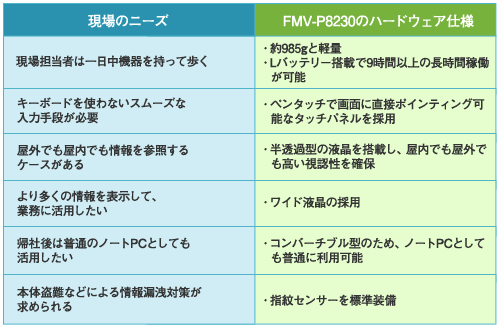 現場のニーズ
FMV-P8230のハードウェア仕様
現場担当者は一日中機器を持って歩く
・約985gと軽量
・Lバッテリー搭載で9時間以上の長時間稼働
が可能
キーボードを使わないスムーズな
入力手段が必要
・ペンタッチで画面に直接ポインティング可
能なタッチパネルを採用
屋外でも屋内でも情報を参照する
ケースがある
・半透過型の液晶を搭載し、屋内でも屋外で
も高い視認性を確保
より多くの情報を表示して、
業務に活用したい
・ワイド液晶の採用
帰社後は普通のノートPCとしても
活用したい
・コンバーチブル型のため、ノートPCとして
も普通に利用可能
本体盗難などによる情報漏洩対策が
求められる
・指紋センサーを標準装備